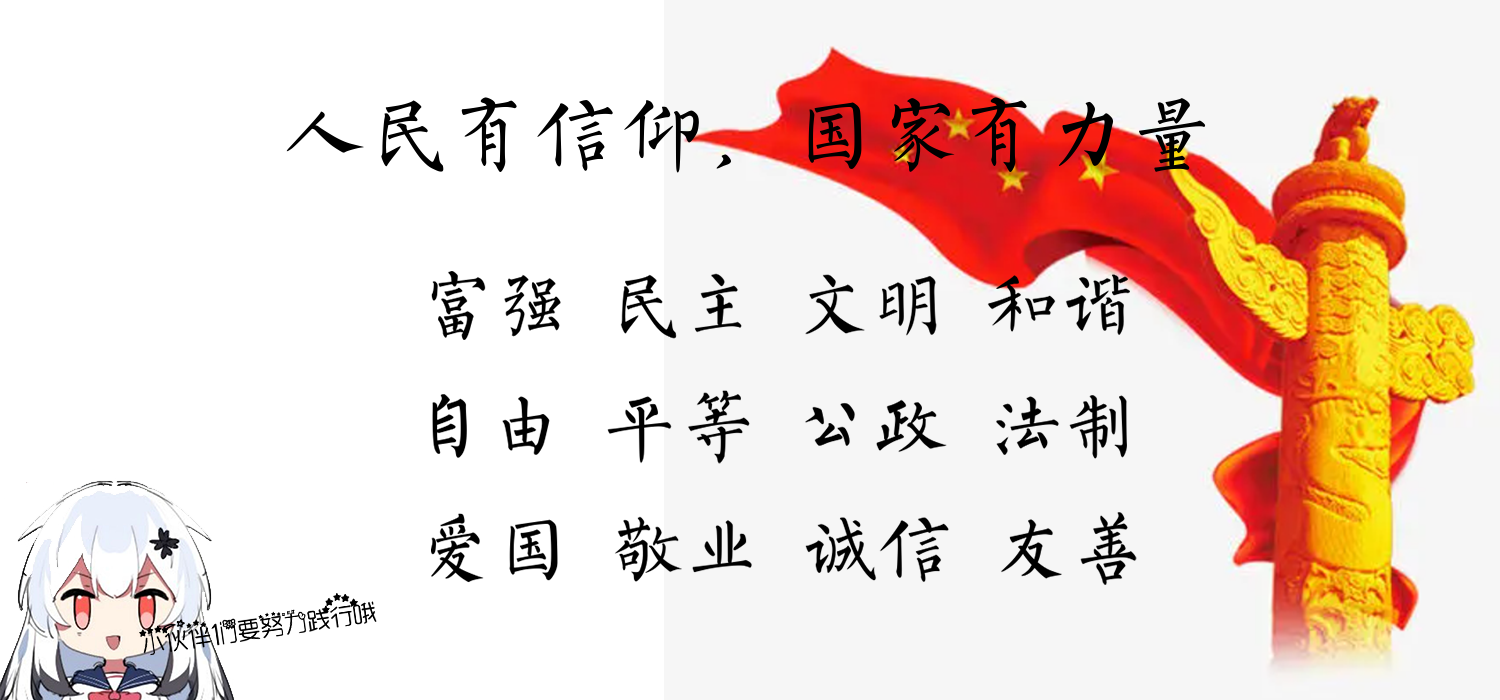 人民有信仰，国家有力量
富强 民主 文明 和谐
自由 平等 公政 法制
爱国 敬业 诚信 友善
小伙伴们要努力践行哦